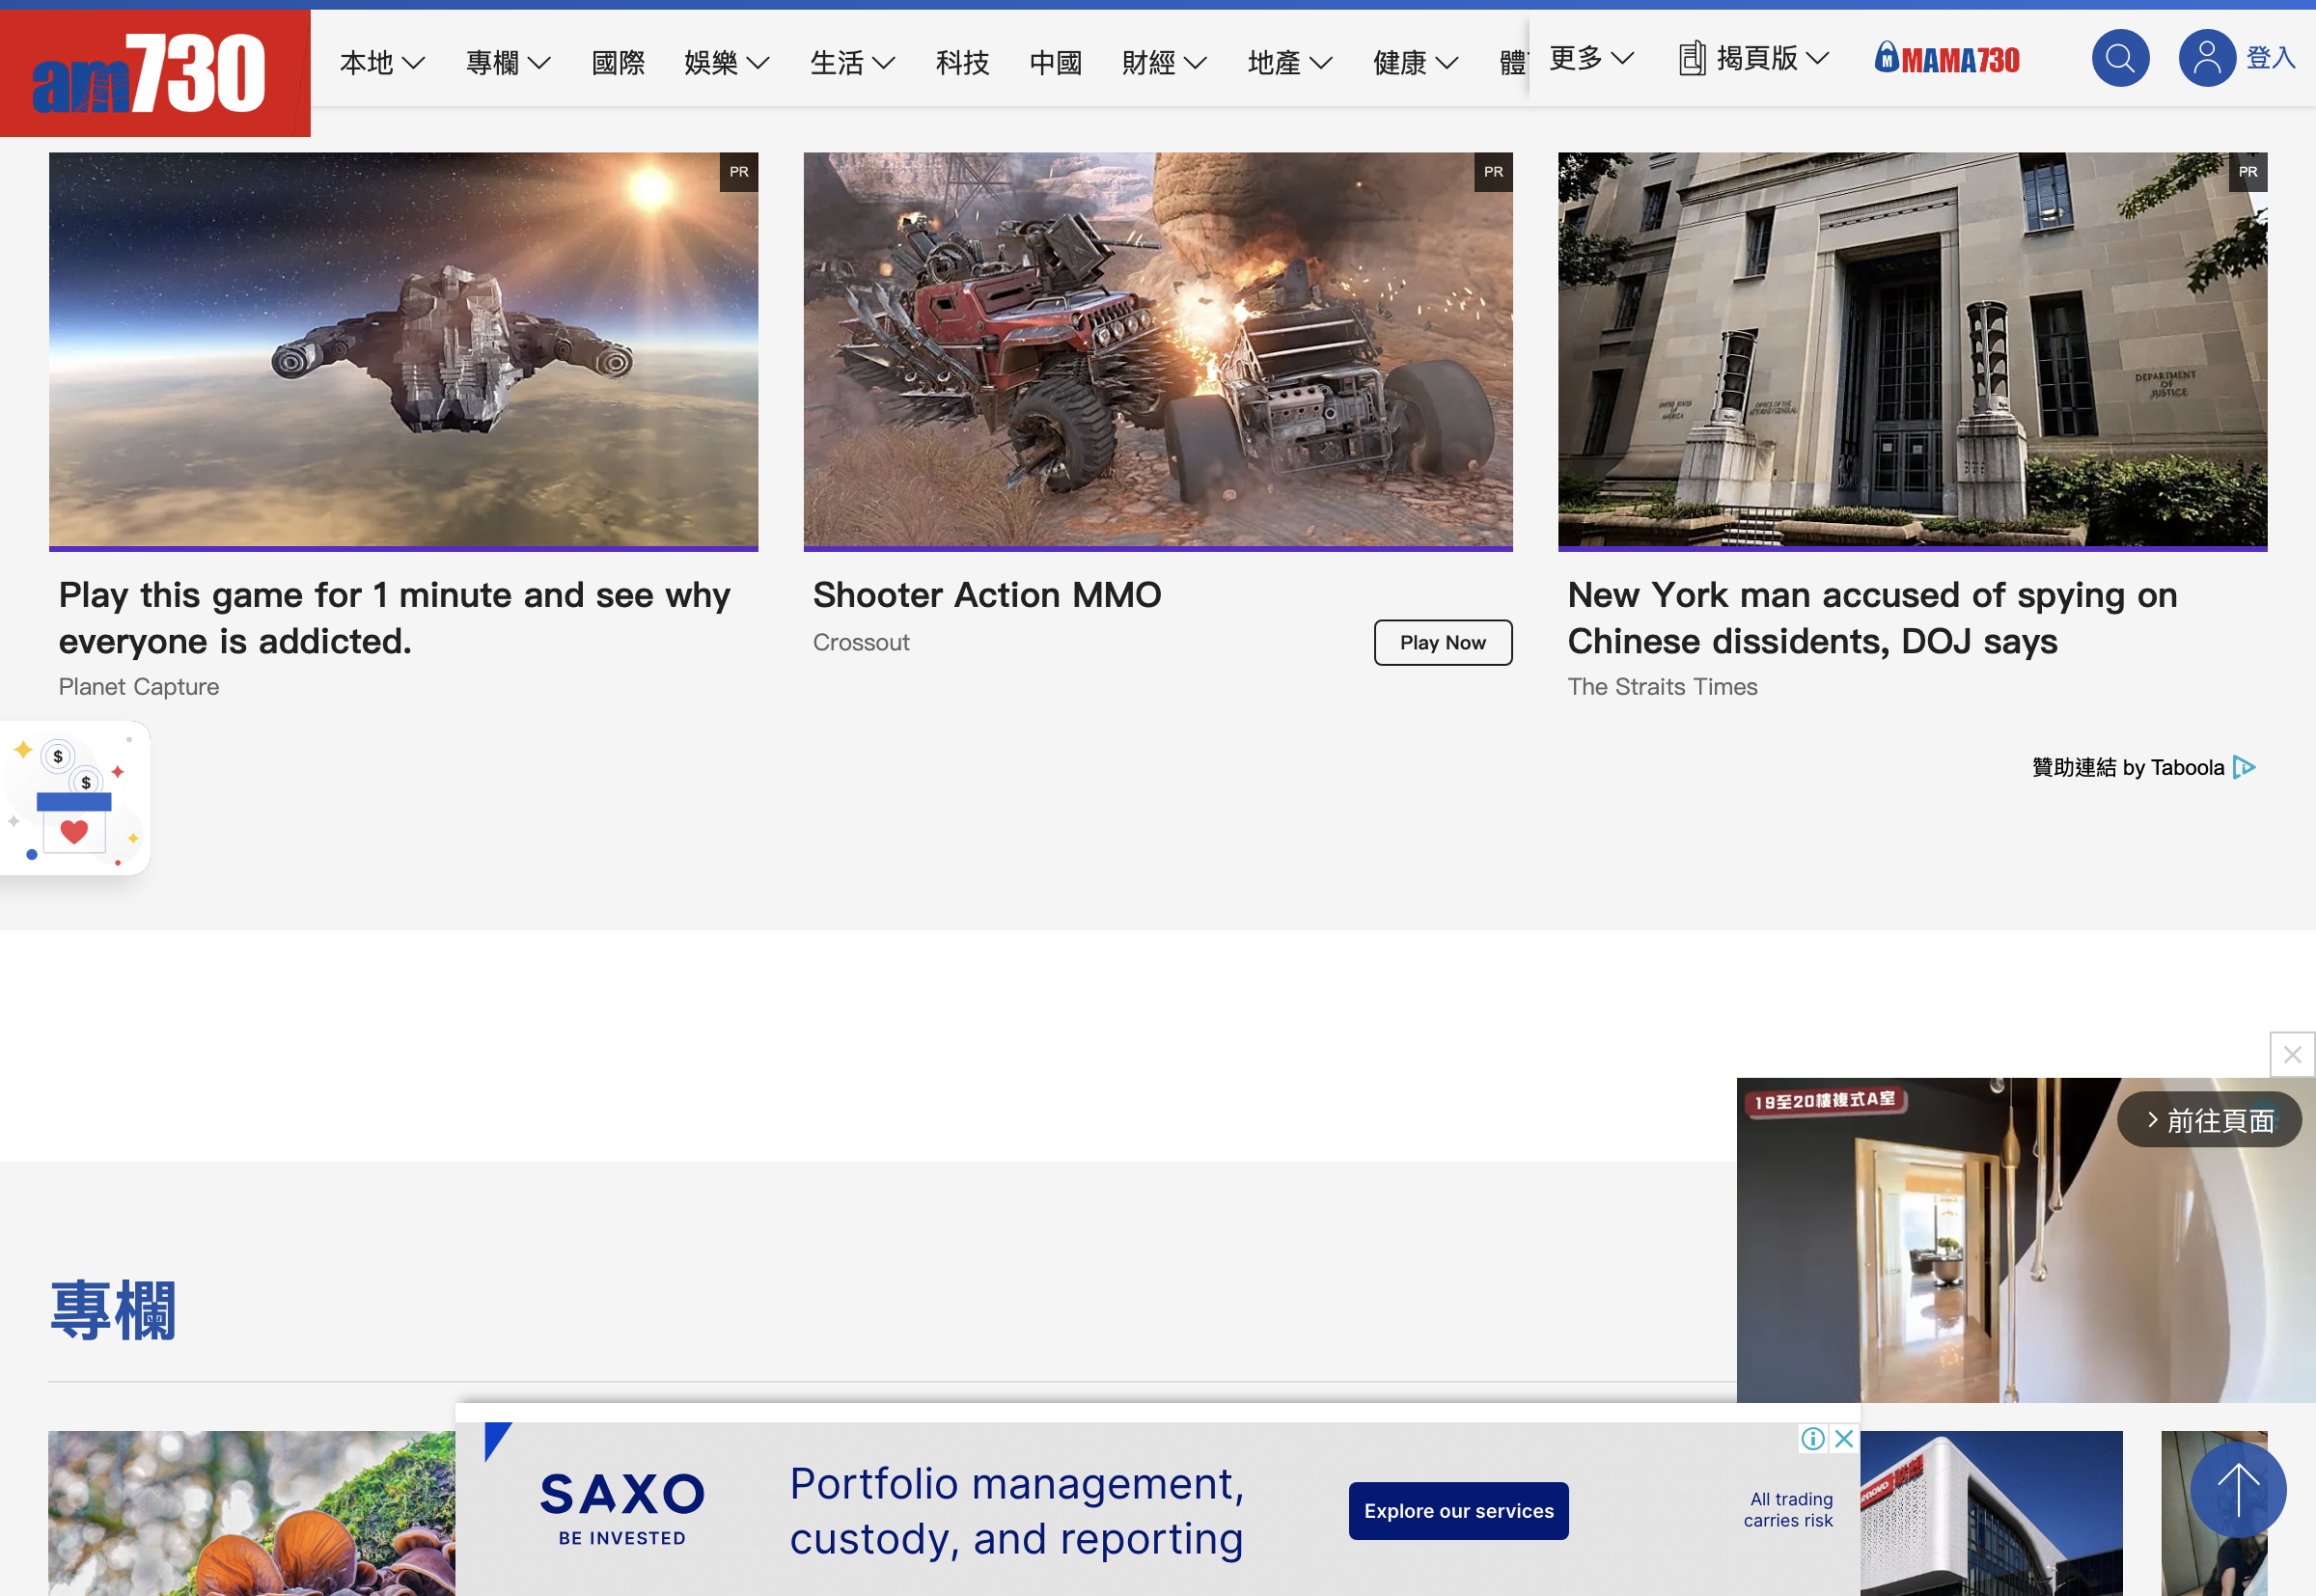 am730
本地
專欄
國際
娛樂
生活
科技
中國
財經
地產
健康
更多
揭頁版
MAMA730
登入
PR
PR
PR
DEPARTMENT
OF
JUSTICE
Play this game for 1 minute and see why
everyone is addicted.
Planet Capture
Shooter Action MMO
Crossout
Play Now
New York man accused of spying on
Chinese dissidents, DOJ says
The Straits Times
贊助連結 by Taboola
$
$
19至20樓複式A室
前往頁面
專欄
SAXO
BE INVESTED
Portfolio management,
custody, and reporting
Explore our services
All trading
carries risk